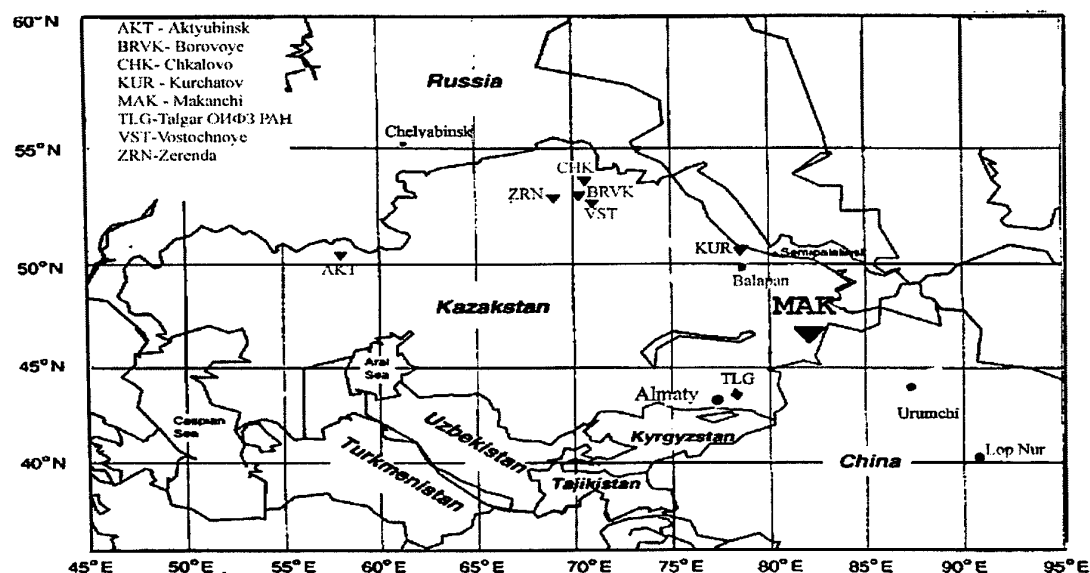 60°N
AKT - Aktyubinsk
BRVK- Borovoye
CHK- Chkalovo
KUR - Kurchatov
MAK - Makanchi
TLG-Talgar ОИФЗ РАН
VST-Vostochnoye
ZRN-Zerenda
Russia
Chelyabinsk
55°N
CHK
ZRN
BRVK
VST
KUR
Semipalatinsk
AKT
50°N
Balapan
MAK
Kazakstan
45°N
Aral
Sea
TLG
Almaty
Urumchi
Caspian
Sea
Uzbekistan
Kyrgyzstan
Turkmenistan
40°N
Tajikistan
China
Lop Nur
45°E 50°E 55°E 60°E 65°E 70°E 75°E 80°E 85°E 90°E 95°E